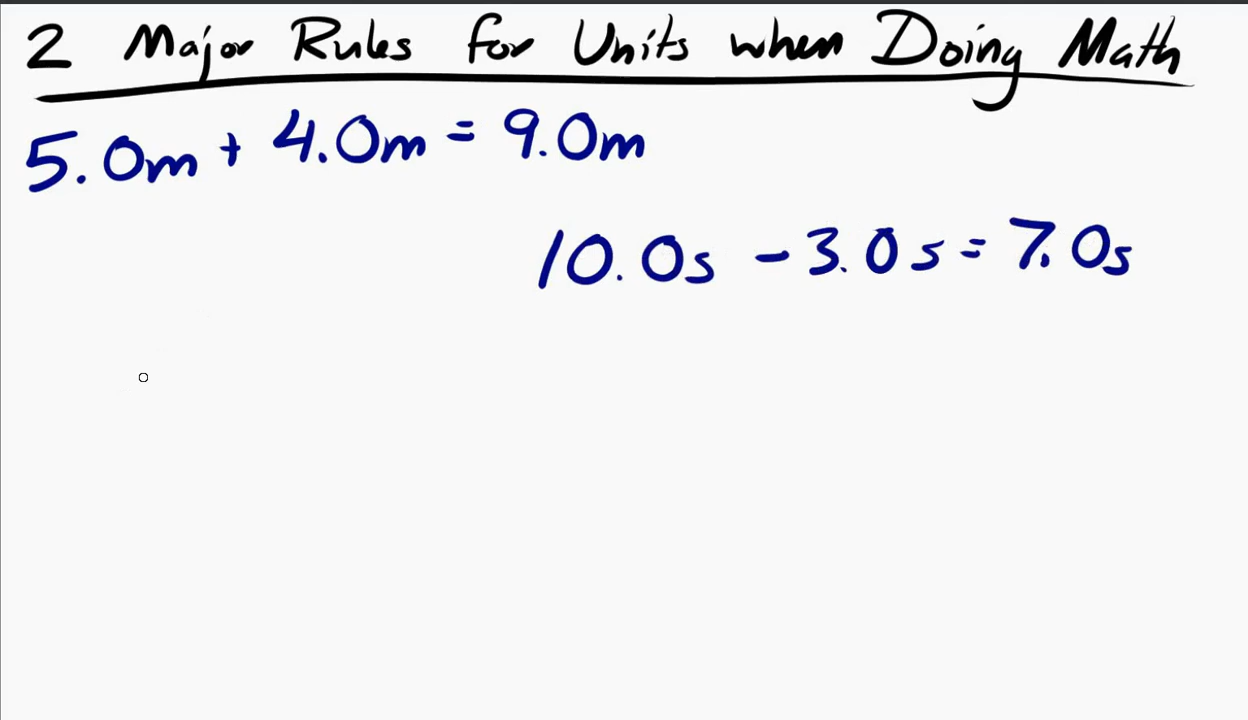 2 Major Rules for Units when Doing Math
5.0m + 4.0m = 9.0m
10.0s - 3.0s = 7.0s